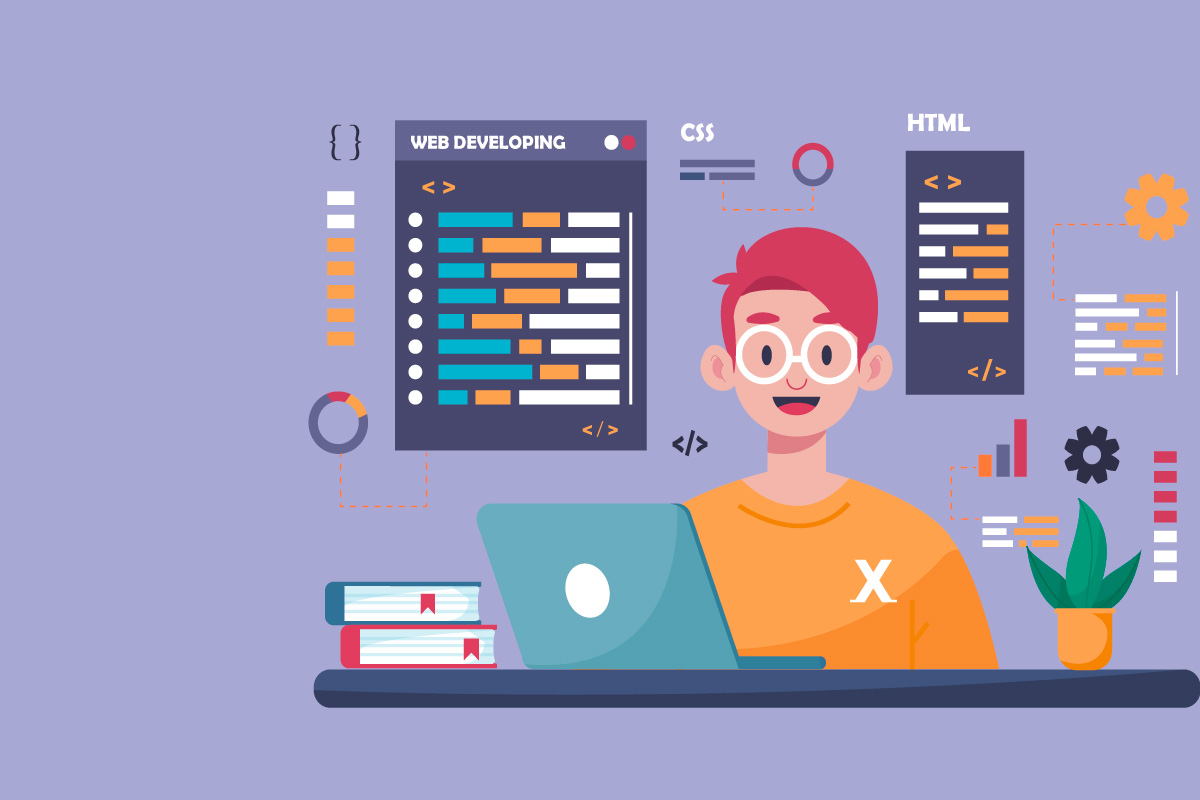 { }
WEB DEVELOPING
< >
</>
CSS
HTML
< >
</>
</>
X